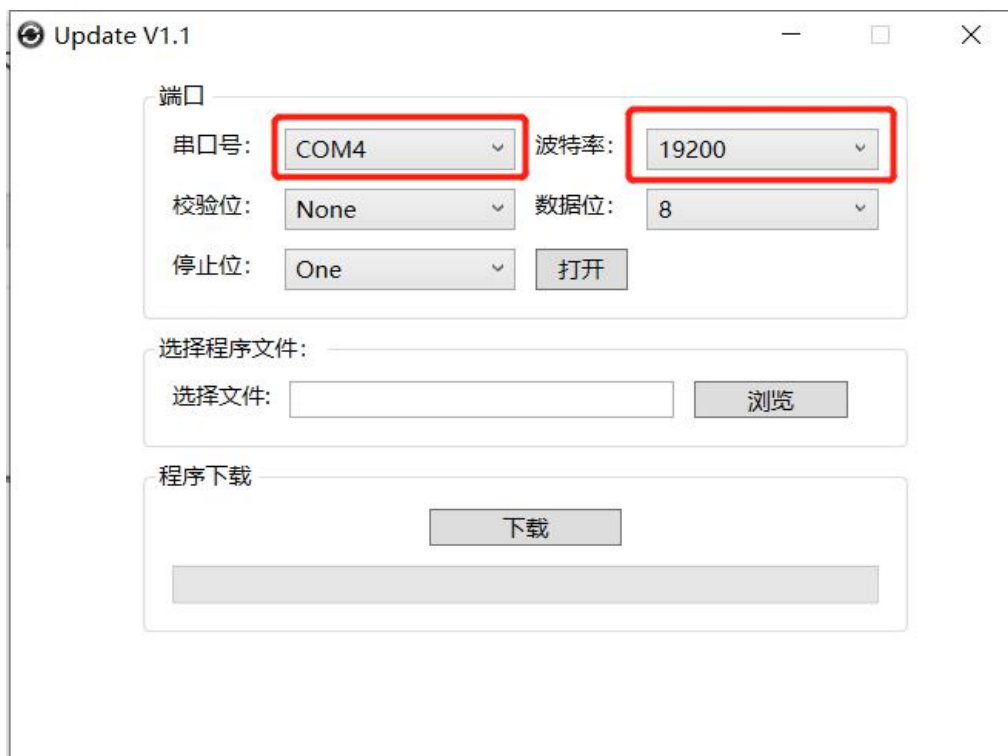 Update V1.1
端口
串口号: COM4 波特率: 19200
校验位: None 数据位: 8
停止位: One 打开
选择程序文件:
选择文件: 浏览
程序下载
下载